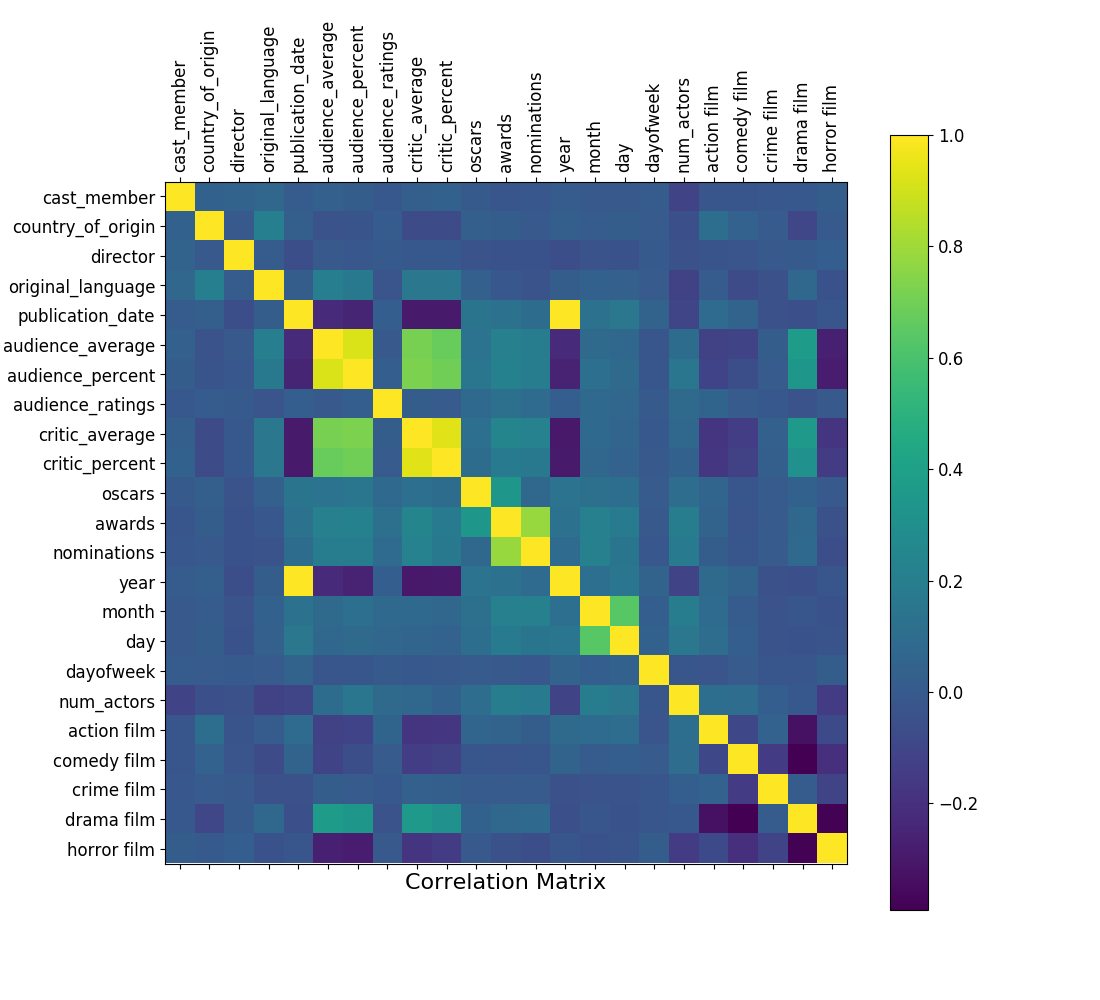 cast_member
country_of_origin
director
original_language
publication_date
audience_average
audience_percent
audience_ratings
critic_average
critic_percent
oscars
awards
nominations
year
month
day
dayofweek
num_actors
action film
comedy film
crime film
drama film
horror film
cast_member
country_of_origin
director
original_language
publication_date
audience_average
audience_percent
audience_ratings
critic_average
critic_percent
oscars
awards
nominations
year
month
day
dayofweek
num_actors
action film
comedy film
crime film
drama film
horror film
1.0
0.8
0.6
0.4
0.2
0.0
−0.2
Correlation Matrix